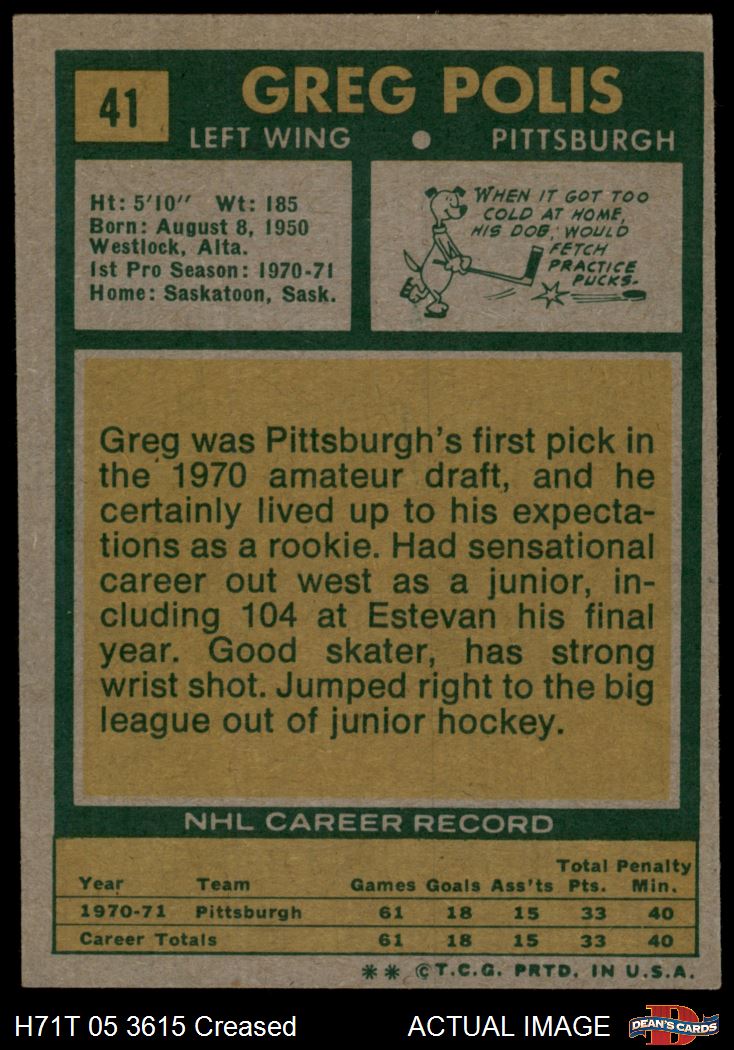 41
GREG POLIS
LEFT WING ● PITTSBURGH
Ht: 5'10" Wt: 185
Born: August 8, 1950
Westlock, Alta.
1st Pro Season: 1970-71
Home: Saskatoon, Sask.
WHEN IT GOT TOO
COLD AT HOME,
HIS DOG, WOULD
FETCH
PRACTICE
PUCKS.
Greg was Pittsburgh's first pick in
the 1970 amateur draft, and he
certainly lived up to his expecta-
tions as a rookie. Had sensational
career out west as a junior, in-
cluding 104 at Estevan his final
year. Good skater, has strong
wrist shot. Jumped right to the big
league out of junior hockey.
NHL CAREER RECORD
Year Team Games Goals Ass'ts Total Pts. Penalty Min.
1970-71 Pittsburgh 61 18 15 33 40
Career Totals 61 18 15 33 40
** © T.C.G. PRTD. IN U.S.A.
H71T 05 3615 Creased ACTUAL IMAGE
D
DEAN'S CARDS